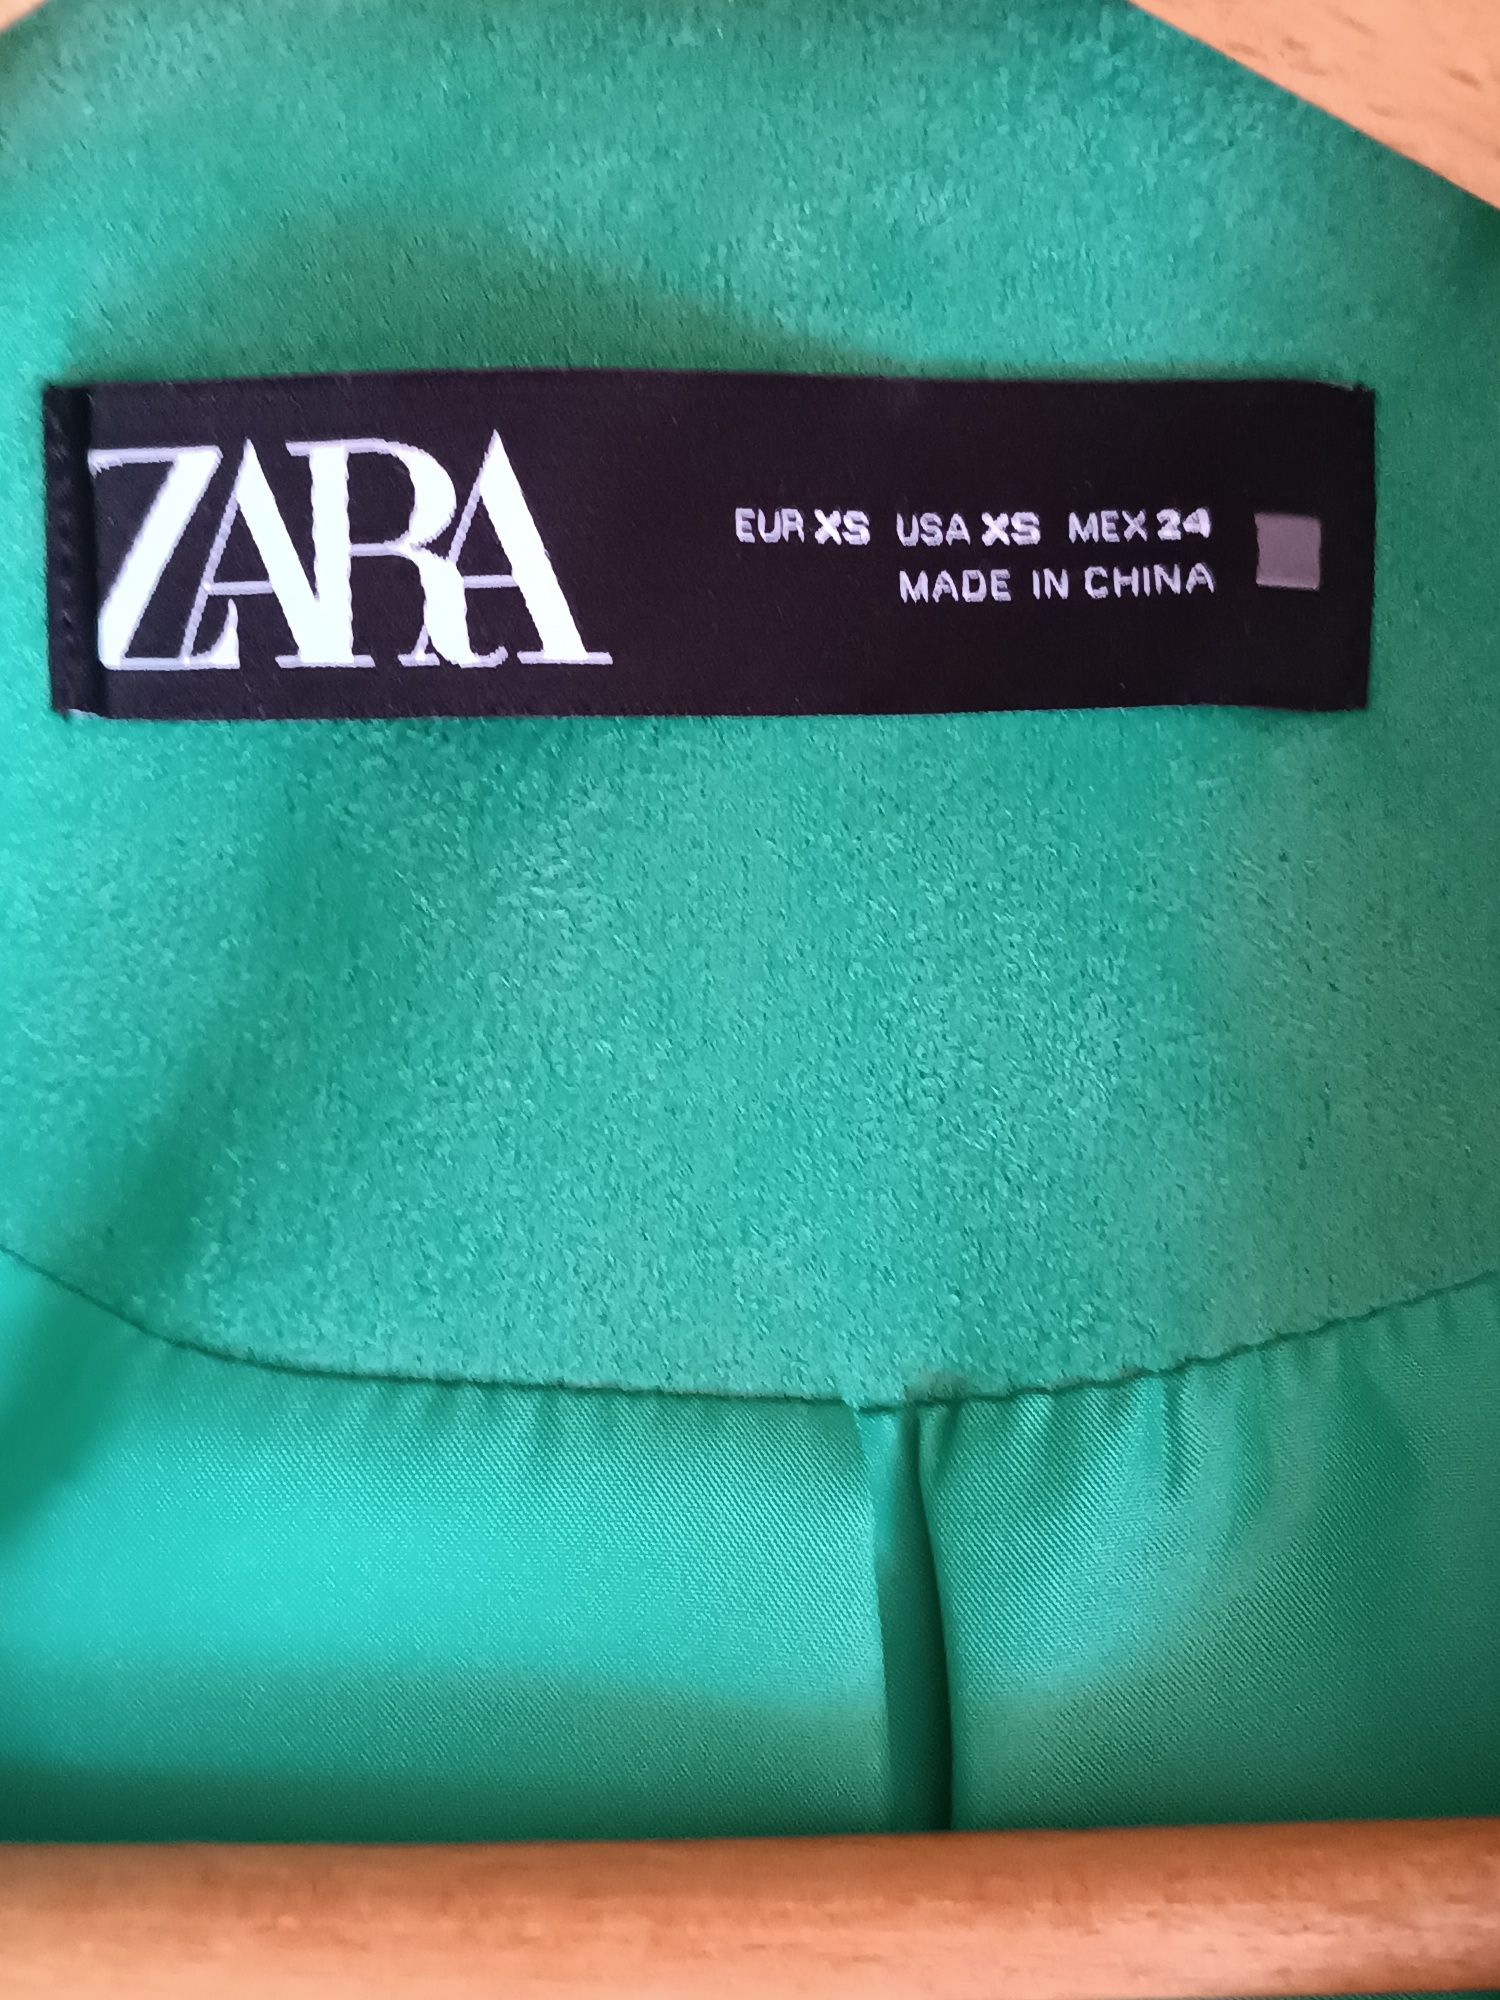 ZARA
EUR XS USA XS MEX 24
MADE IN CHINA